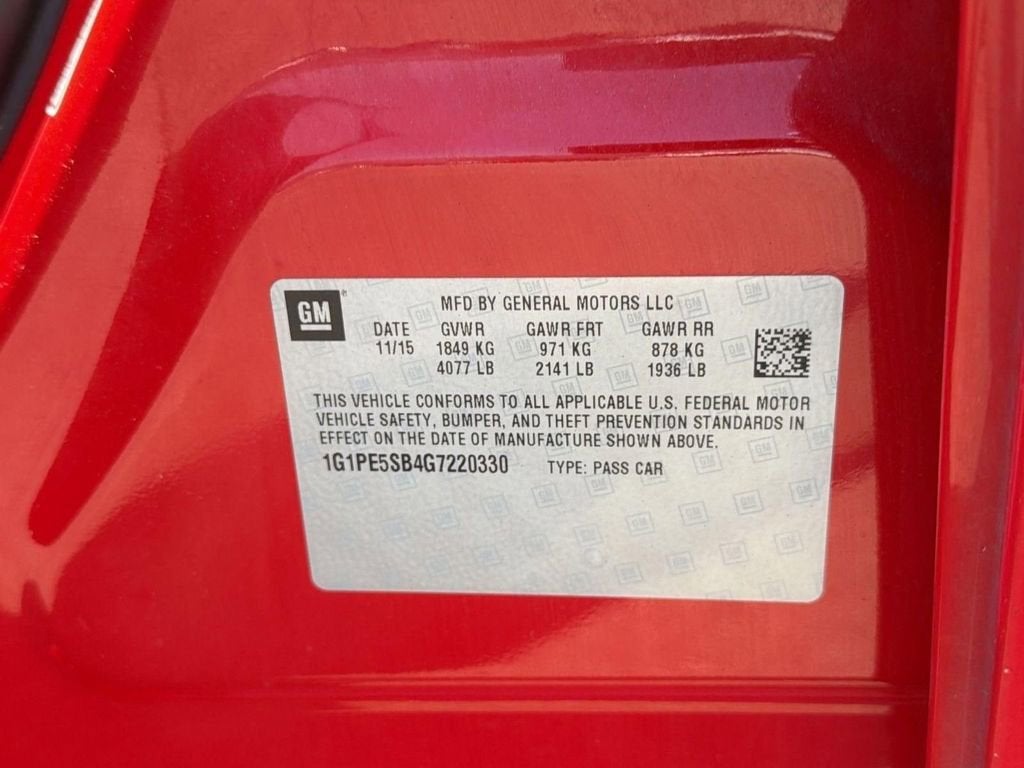 GM
MFD BY GENERAL MOTORS LLC
DATE GVWR GAWR FRT GAWR RR
11/15 1849 KG 971 KG 878 KG
4077 LB 2141 LB 1936 LB
THIS VEHICLE CONFORMS TO ALL APPLICABLE U.S. FEDERAL MOTOR
VEHICLE SAFETY, BUMPER, AND THEFT PREVENTION STANDARDS IN
EFFECT ON THE DATE OF MANUFACTURE SHOWN ABOVE.
1G1PE5SB4G7220330 TYPE: PASS CAR